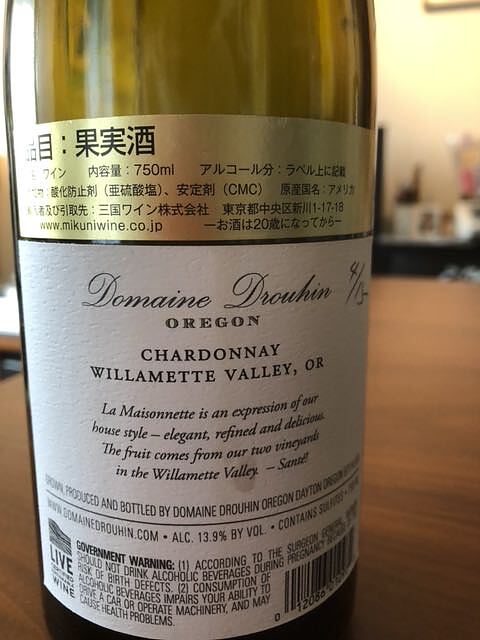 品目：果実酒
ワイン 内容量：750ml アルコール分：ラベル上に記載
酸化防止剤（亜硫酸塩）、安定剤（CMC） 原産国名：アメリカ
者及び引取先：三国ワイン株式会社 東京都中央区新川1-17-18
www.mikuniwine.co.jp —お酒は20歳になってから—
Domaine Drouhin
OREGON
4/15
CHARDONNAY
WILLAMETTE VALLEY, OR
La Maisonnette is an expression of our
house style – elegant, refined and delicious.
The fruit comes from our two vineyards
in the Willamette Valley. – Santé!
GROWN, PRODUCED AND BOTTLED BY DOMAINE DROUHIN OREGON DAYTON OREGON
WWW.DOMAINEDROUHIN.COM • ALC. 13.9% BY VOL. • CONTAINS SULFITES •
LIVE
WINE
GOVERNMENT WARNING: (1) ACCORDING TO THE SURGEON GENERAL,
SHOULD NOT DRINK ALCOHOLIC BEVERAGES DURING PREGNANCY BECAUSE
RISK OF BIRTH DEFECTS. (2) CONSUMPTION OF
ALCOHOLIC BEVERAGES IMPAIRS YOUR ABILITY TO
DRIVE A CAR OR OPERATE MACHINERY, AND MAY
CAUSE HEALTH PROBLEMS.
0 12086